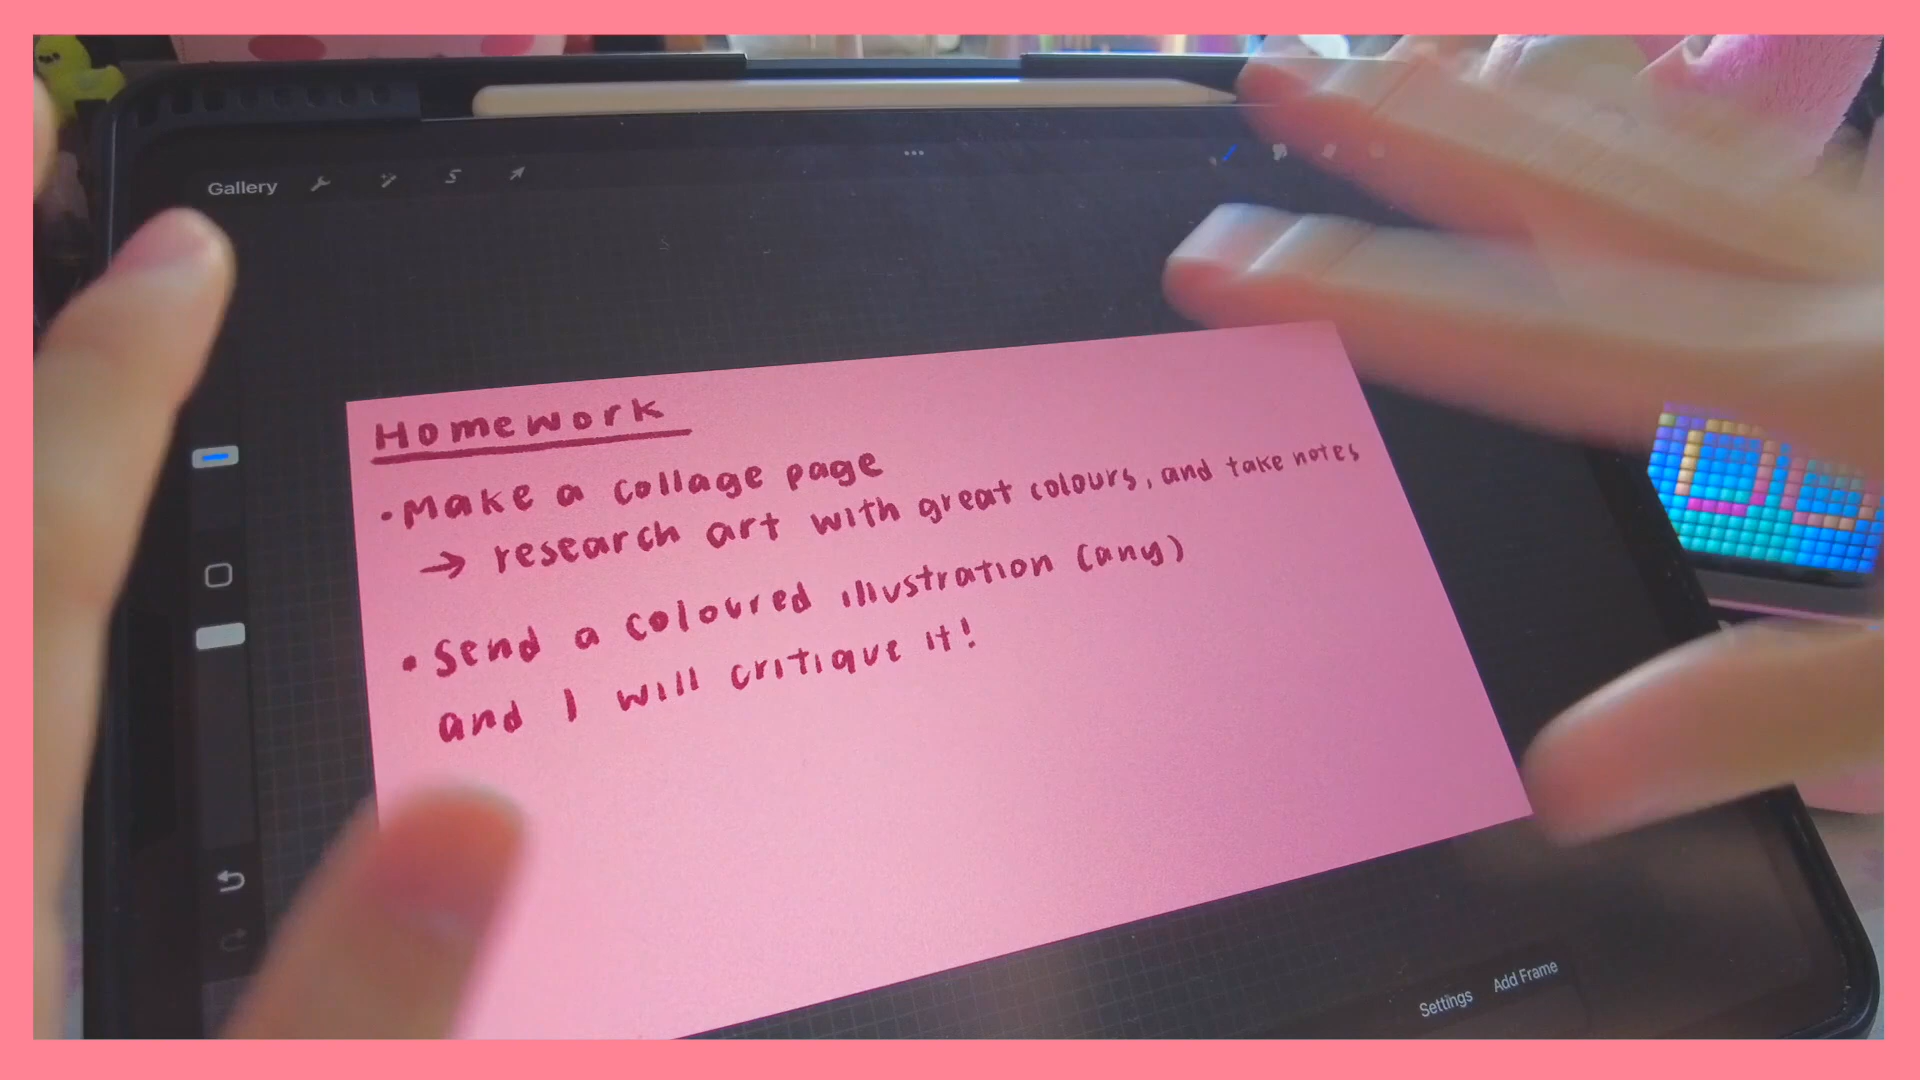 Gallery
Homework
• Make a collage page
→ research art with great colours, and take notes
• Send a coloured illustration (any)
and I will critique it!
Settings Add Frame